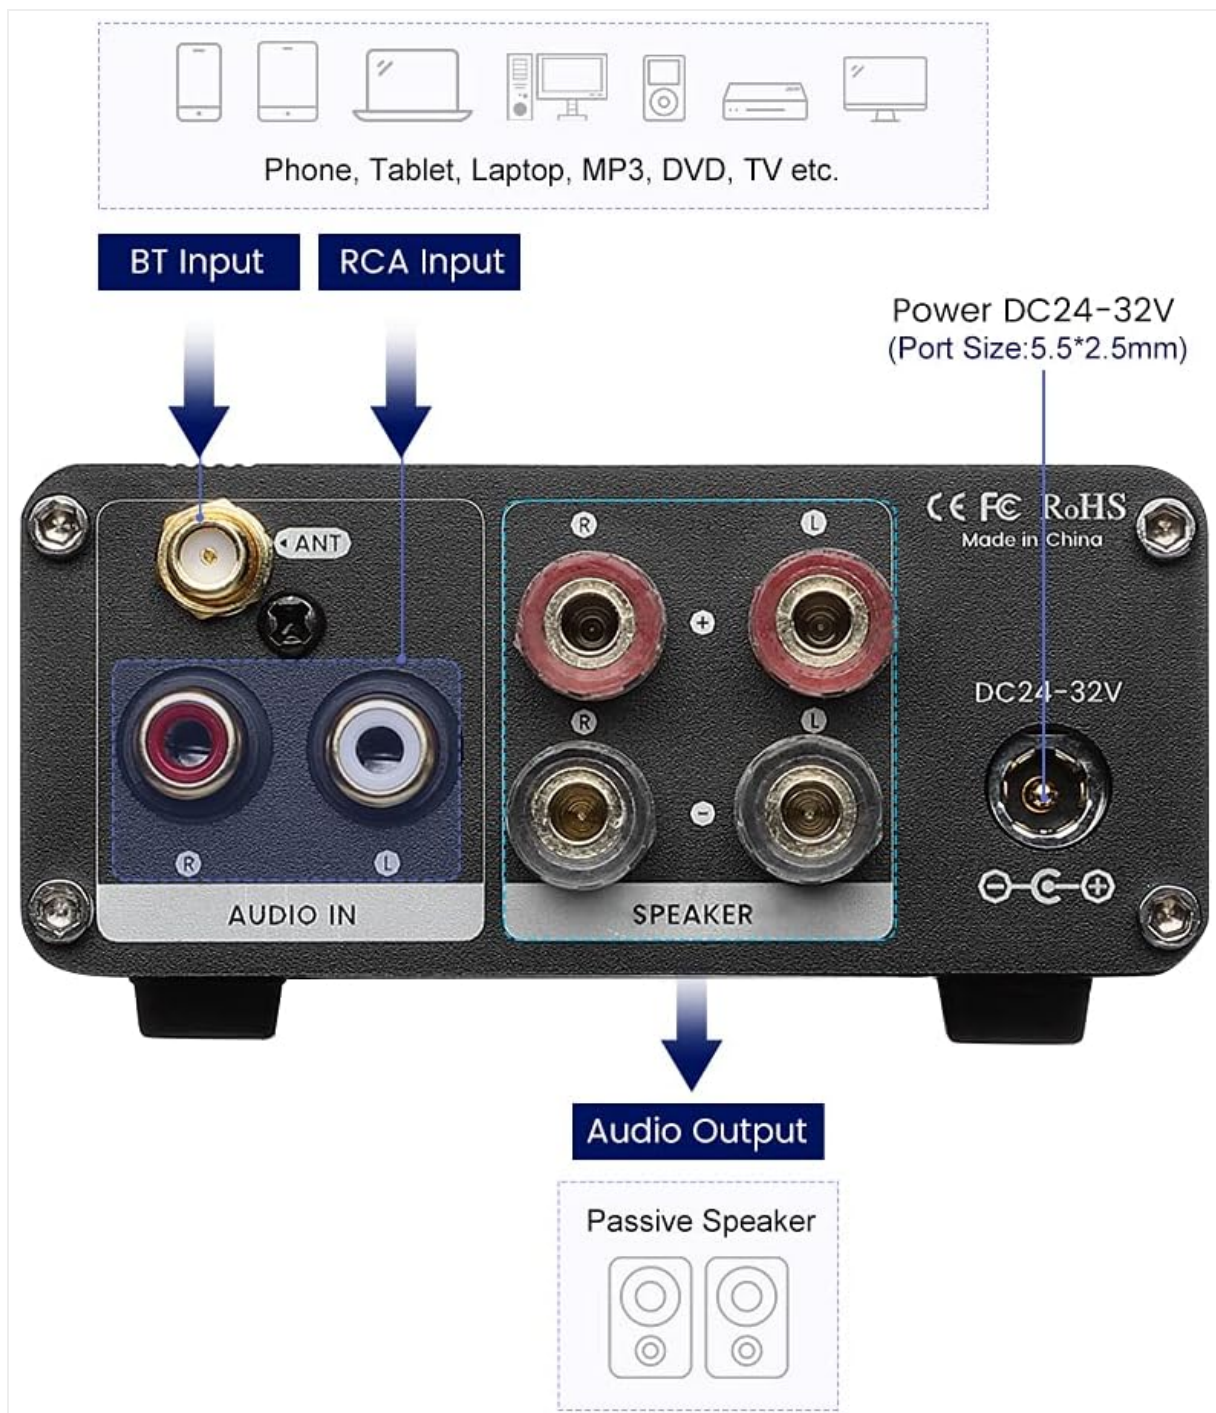 Phone, Tablet, Laptop, MP3, DVD, TV etc.
BT Input
RCA Input
Power DC24-32V
(Port Size:5.5*2.5mm)
ANT
R
L
CE FC RoHS
Made in China
+
DC24-32V
R
L
-
R
L
AUDIO IN
SPEAKER
Audio Output
Passive Speaker